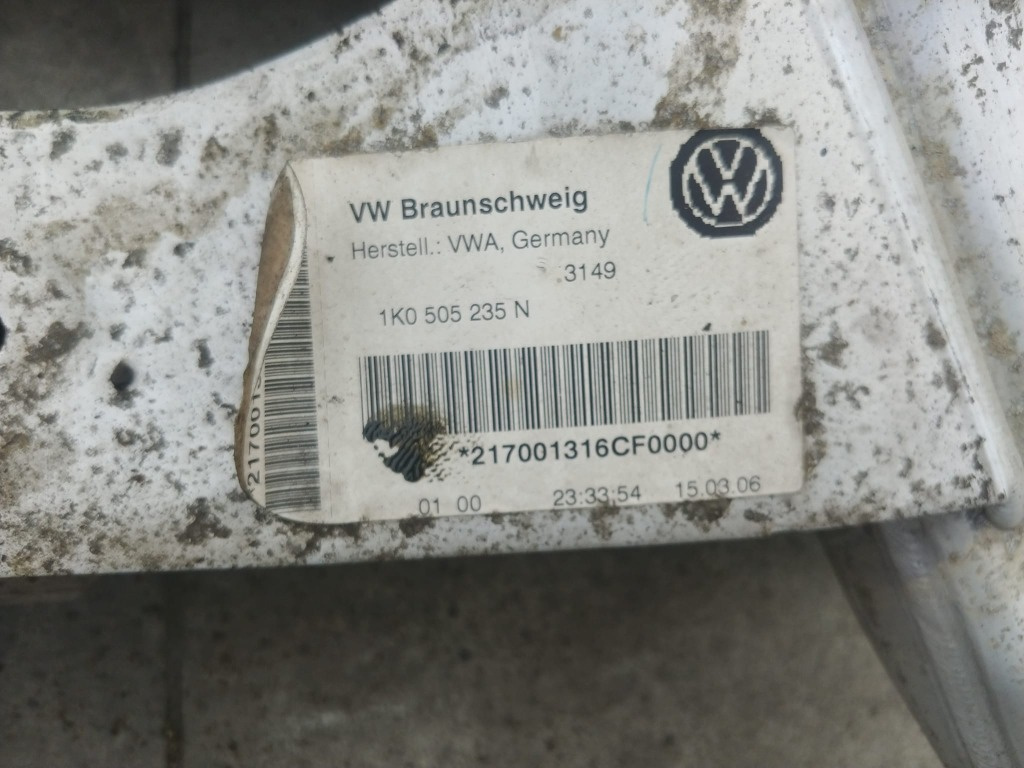 VW Braunschweig
Herstell.: VWA, Germany
3149
1K0 505 235 N
*217001316CF0000*
01 00 23:33:54 15.03.06